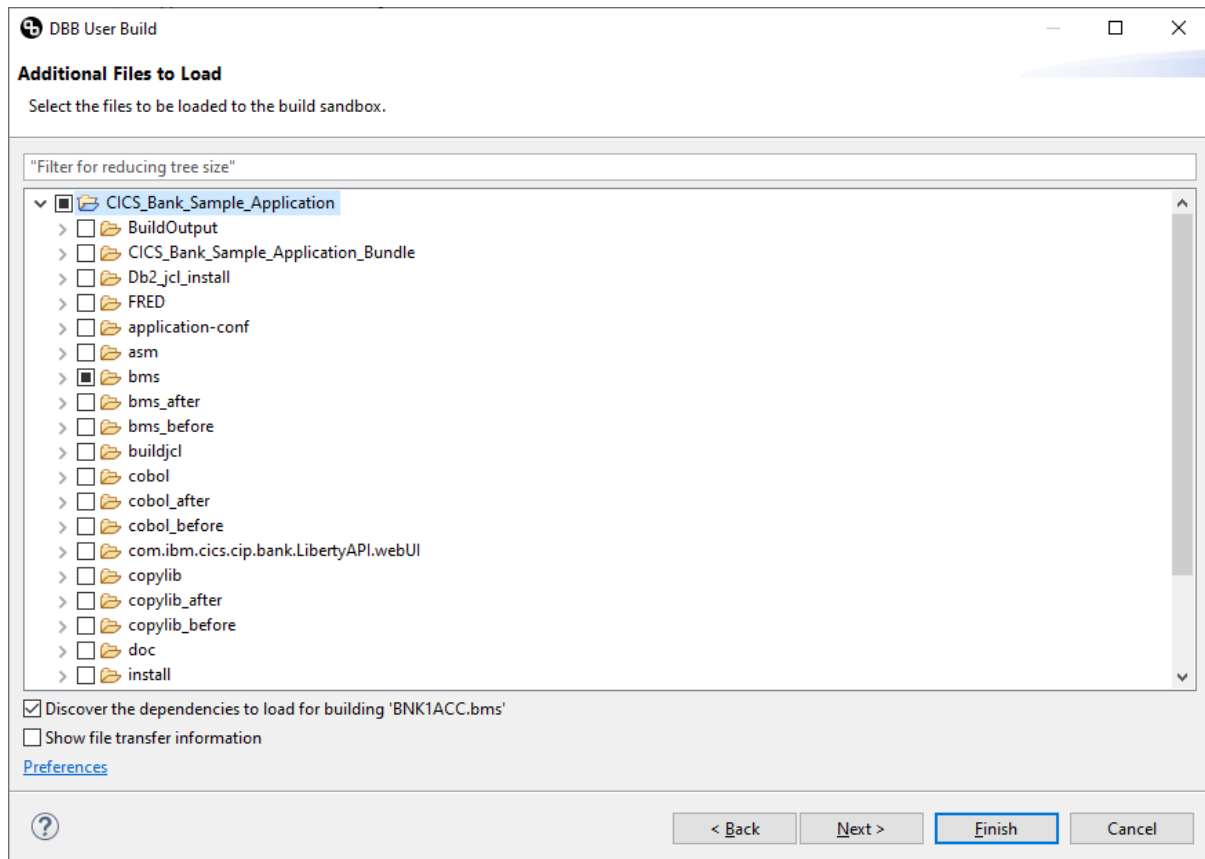 DBB User Build
Additional Files to Load
Select the files to be loaded to the build sandbox.
"Filter for reducing tree size"
CICS_Bank_Sample_Application
BuildOutput
CICS_Bank_Sample_Application_Bundle
Db2_jcl_install
FRED
application-conf
asm
bms
bms_after
bms_before
buildjcl
cobol
cobol_after
cobol_before
com.ibm.cics.cip.bank.LibertyAPI.webUI
copylib
copylib_after
copylib_before
doc
install
Discover the dependencies to load for building 'BNK1ACC.bms'
Show file transfer information
Preferences
? < Back Next > Finish Cancel